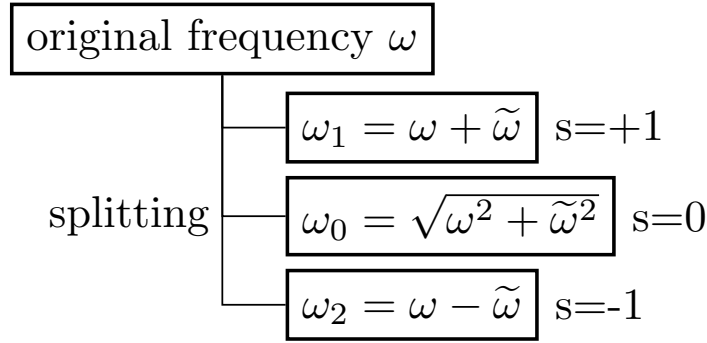 original frequency ω
ω₁ = ω + ω̃ s=+1
splitting ω₀ = √(ω² + ω̃²) s=0
ω₂ = ω − ω̃ s=-1